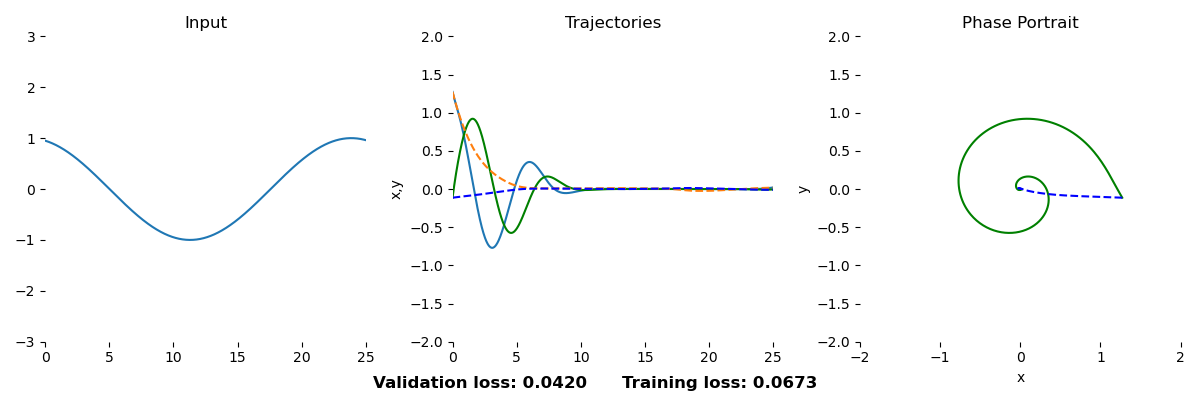 Input
3
2
1
0
−1
−2
−3
0 5 10 15 20 25
Trajectories
x,y
2.0
1.5
1.0
0.5
0.0
−0.5
−1.0
−1.5
−2.0
0 5 10 15 20 25
Phase Portrait
y
2.0
1.5
1.0
0.5
0.0
−0.5
−1.0
−1.5
−2.0
−2 −1 0 1 2
x
Validation loss: 0.0420 Training loss: 0.0673